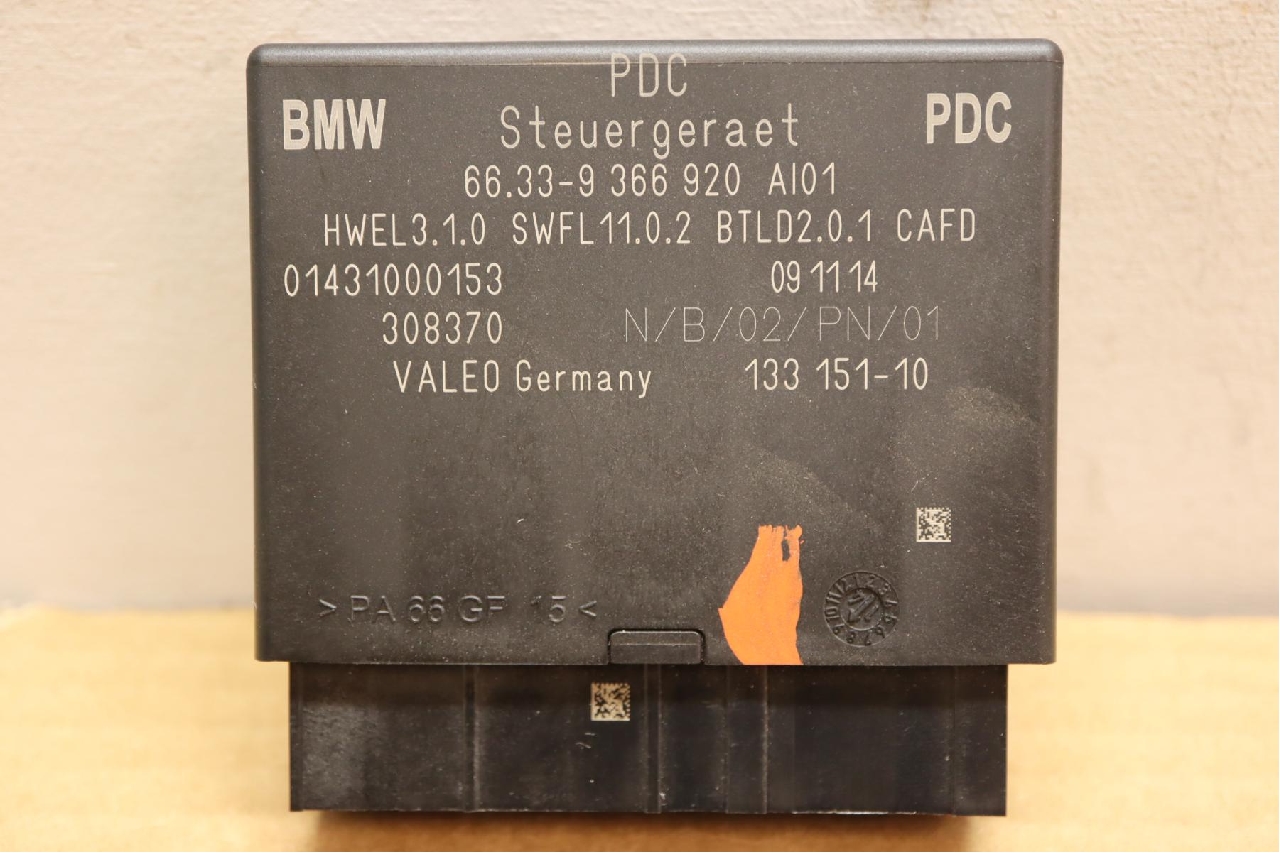 PDC
BMW Steuergeraet PDC
66.33-9 366 920 AI01
HWEL3.1.0 SWFL11.0.2 BTLD2.0.1 CAFD
01431000153 09 11 14
308370 N/B/02/PN/01
VALEO Germany 133 151-10
>PA 66 GF 15<